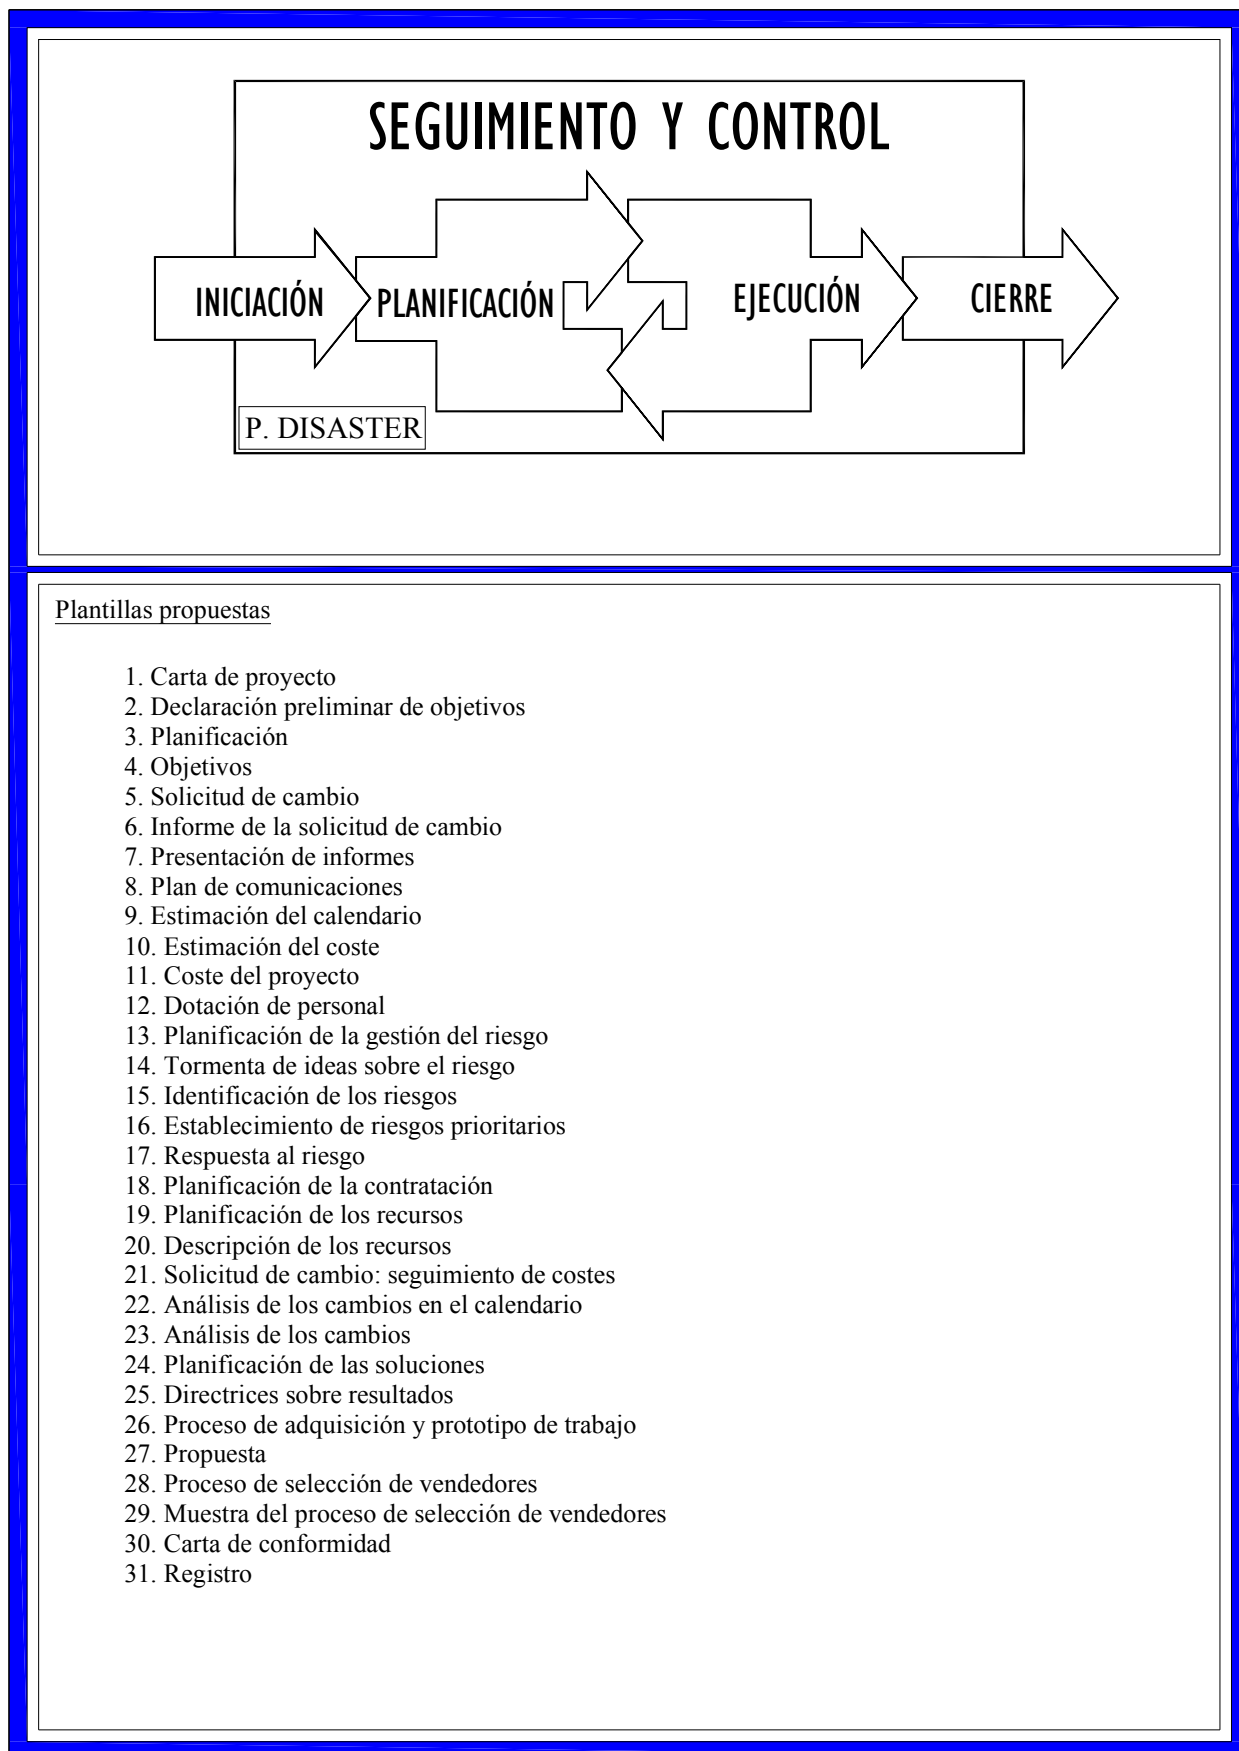 SEGUIMIENTO Y CONTROL
INICIACIÓN
PLANIFICACIÓN
EJECUCIÓN
CIERRE
P. DISASTER
Plantillas propuestas
1. Carta de proyecto
2. Declaración preliminar de objetivos
3. Planificación
4. Objetivos
5. Solicitud de cambio
6. Informe de la solicitud de cambio
7. Presentación de informes
8. Plan de comunicaciones
9. Estimación del calendario
10. Estimación del coste
11. Coste del proyecto
12. Dotación de personal
13. Planificación de la gestión del riesgo
14. Tormenta de ideas sobre el riesgo
15. Identificación de los riesgos
16. Establecimiento de riesgos prioritarios
17. Respuesta al riesgo
18. Planificación de la contratación
19. Planificación de los recursos
20. Descripción de los recursos
21. Solicitud de cambio: seguimiento de costes
22. Análisis de los cambios en el calendario
23. Análisis de los cambios
24. Planificación de las soluciones
25. Directrices sobre resultados
26. Proceso de adquisición y prototipo de trabajo
27. Propuesta
28. Proceso de selección de vendedores
29. Muestra del proceso de selección de vendedores
30. Carta de conformidad
31. Registro